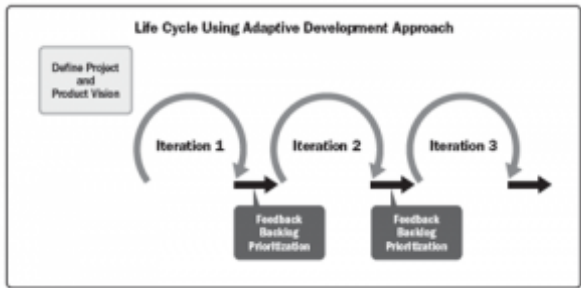 Life Cycle Using Adaptive Development Approach
Define Project
and
Product Vision
Iteration 1
Iteration 2
Iteration 3
Feedback
Backlog
Prioritization
Feedback
Backlog
Prioritization